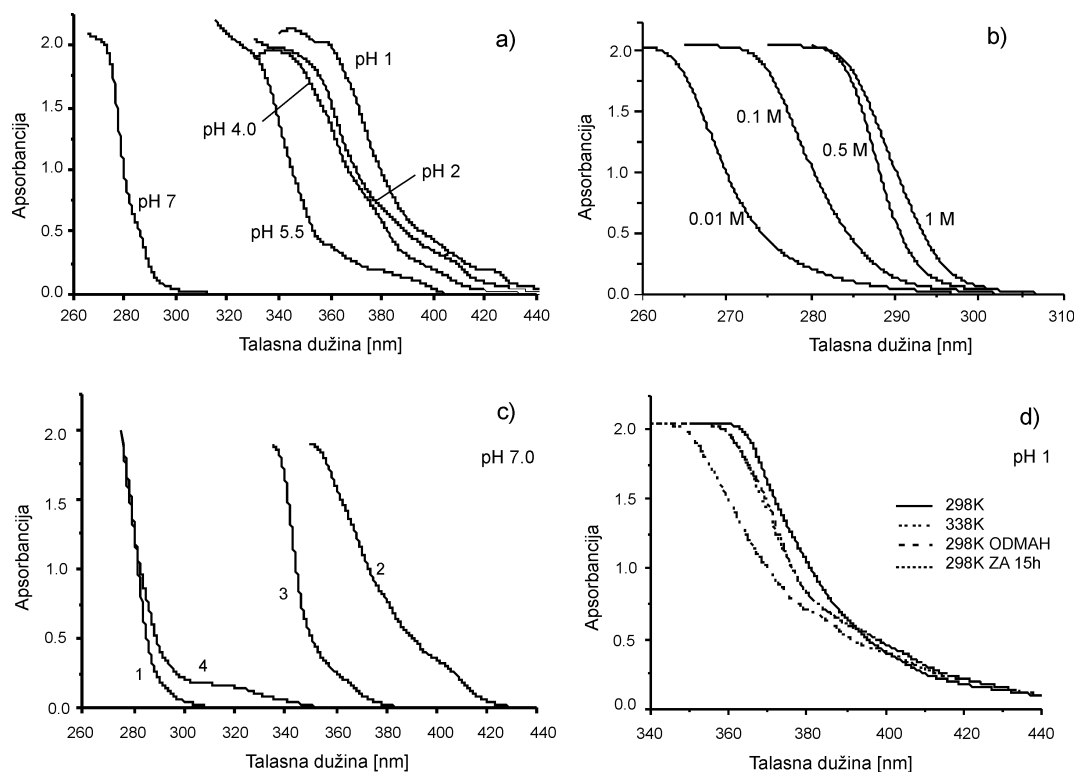 a)
Apsorbancija
2.0
1.5
1.0
0.5
0.0
pH 1
pH 4.0
pH 2
pH 7
pH 5.5
260 280 300 320 340 360 380 400 420 440
Talasna dužina [nm]
b)
Apsorbancija
2.0
1.5
1.0
0.5
0.0
0.1 M
0.5 M
0.01 M
1 M
260 270 280 290 300 310
Talasna dužina [nm]
c)
pH 7.0
Apsorbancija
2.0
1.5
1.0
0.5
0.0
1
4
3
2
260 280 300 320 340 360 380 400 420 440
Talasna dužina [nm]
d)
pH 1
Apsorbancija
2.0
1.5
1.0
0.5
0.0
298K
338K
298K ODMAH
298K ZA 15h
340 360 380 400 420 440
Talasna dužina [nm]